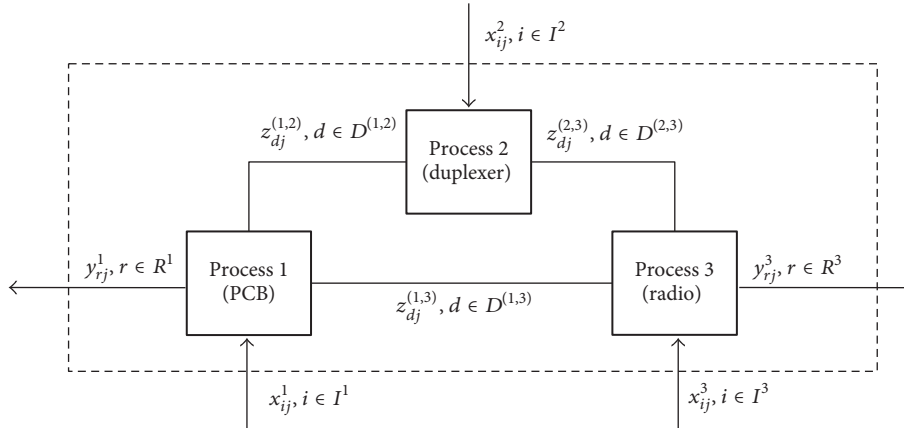 x_{ij}^{2}, i ∈ I^{2}
z_{dj}^{(1,2)}, d ∈ D^{(1,2)}
z_{dj}^{(2,3)}, d ∈ D^{(2,3)}
Process 2
(duplexer)
y_{rj}^{1}, r ∈ R^{1}
Process 1
(PCB)
z_{dj}^{(1,3)}, d ∈ D^{(1,3)}
Process 3
(radio)
y_{rj}^{3}, r ∈ R^{3}
x_{ij}^{1}, i ∈ I^{1}
x_{ij}^{3}, i ∈ I^{3}